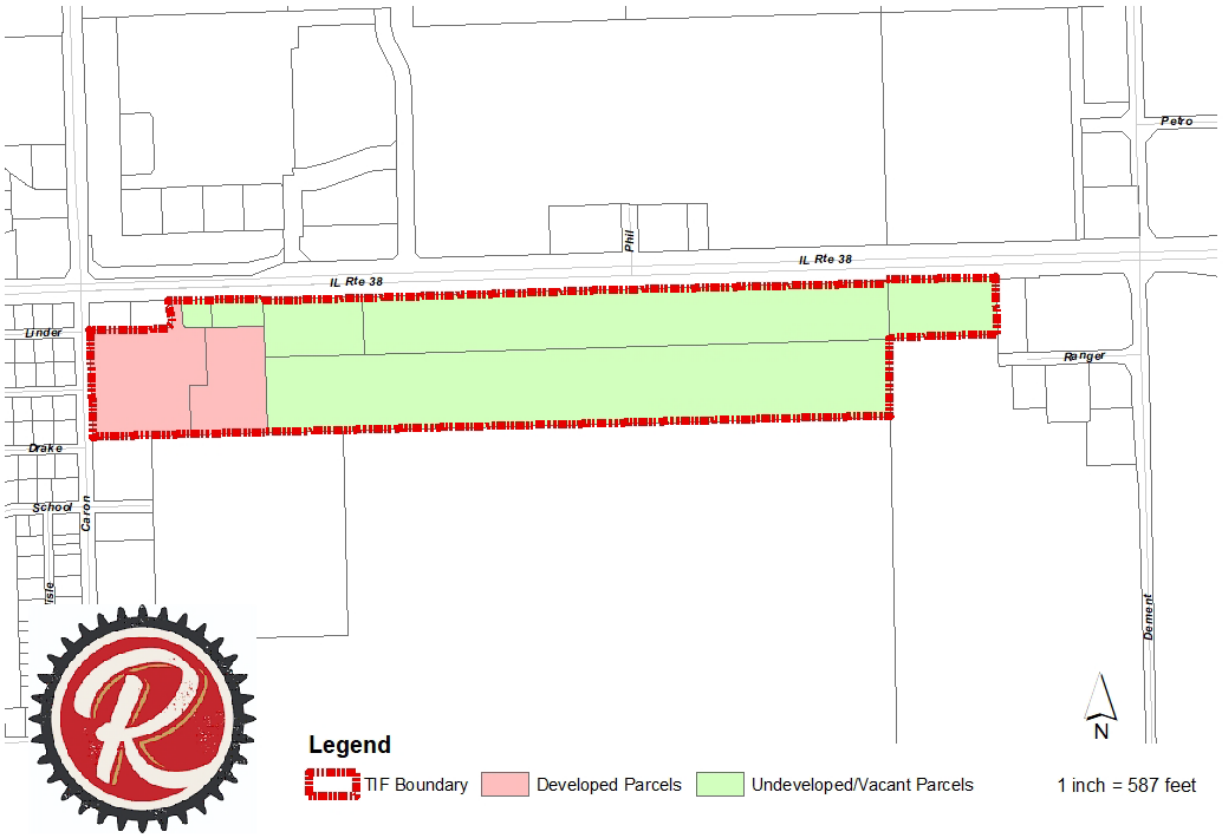 Petro
Phil
IL Rte 38
IL Rte 38
Linder
Ranger
Drake
School
Caron
isle
Dement
R
N
Legend
TIF Boundary
Developed Parcels
Undeveloped/Vacant Parcels
1 inch = 587 feet